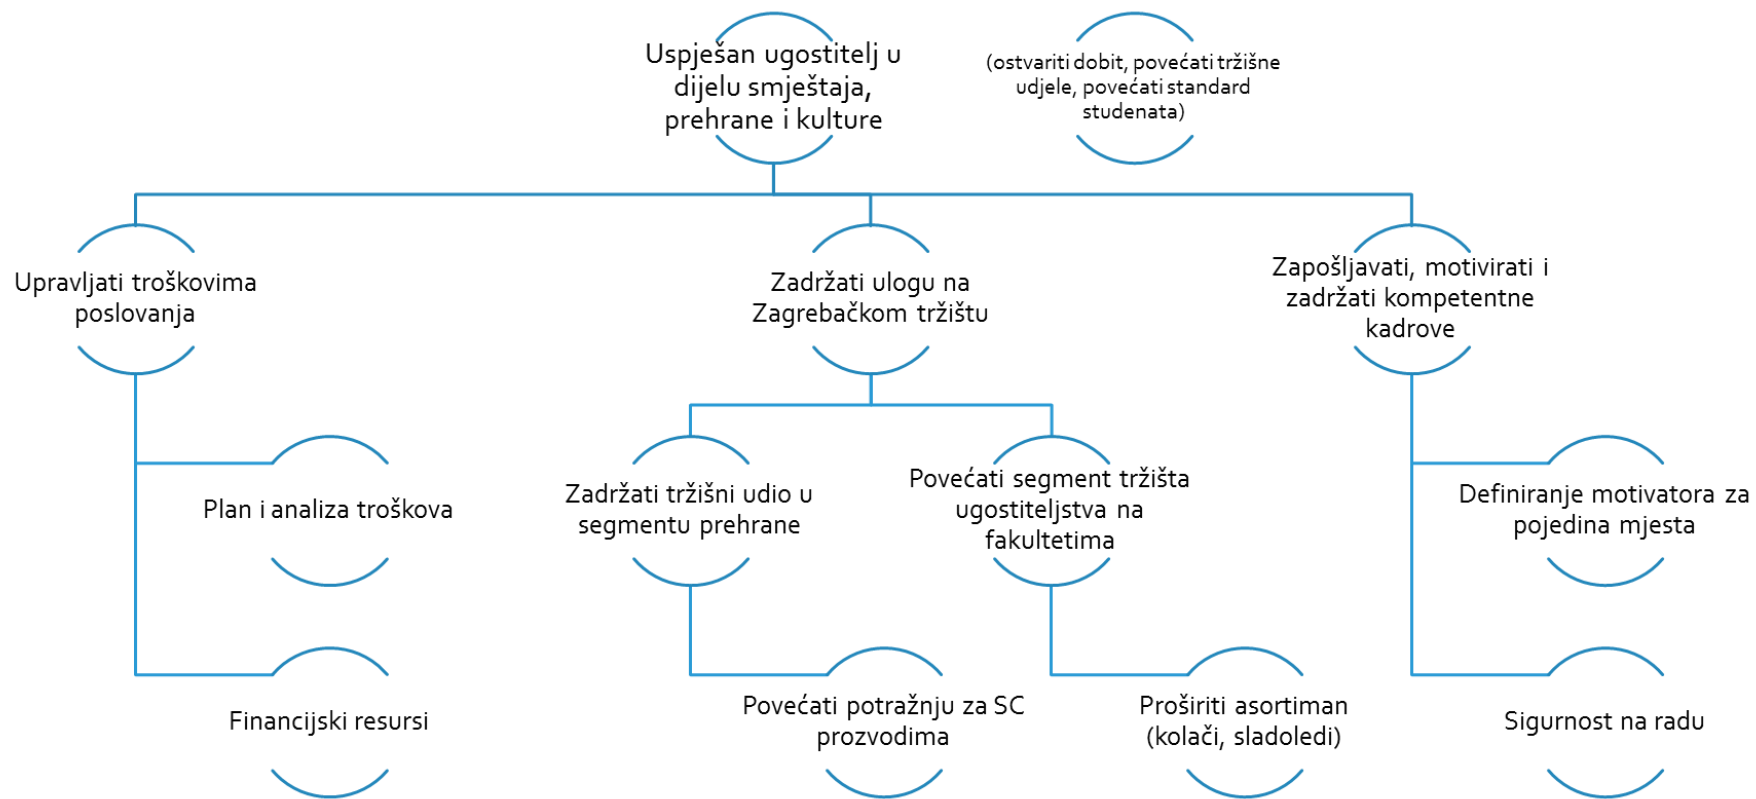 Uspješan ugostitelj u
dijelu smještaja,
prehrane i kulture
(ostvariti dobit, povećati tržišne
udjele, povećati standard
studenata)
Upravljati troškovima
poslovanja
Zadržati ulogu na
Zagrebačkom tržištu
Zapošljavati, motivirati i
zadržati kompetentne
kadrove
Plan i analiza troškova
Zadržati tržišni udio u
segmentu prehrane
Povećati segment tržišta
ugostiteljstva na
fakultetima
Definiranje motivatora za
pojedina mjesta
Financijski resursi
Povećati potražnju za SC
prozvodima
Proširiti asortiman
(kolači, sladoledi)
Sigurnost na radu